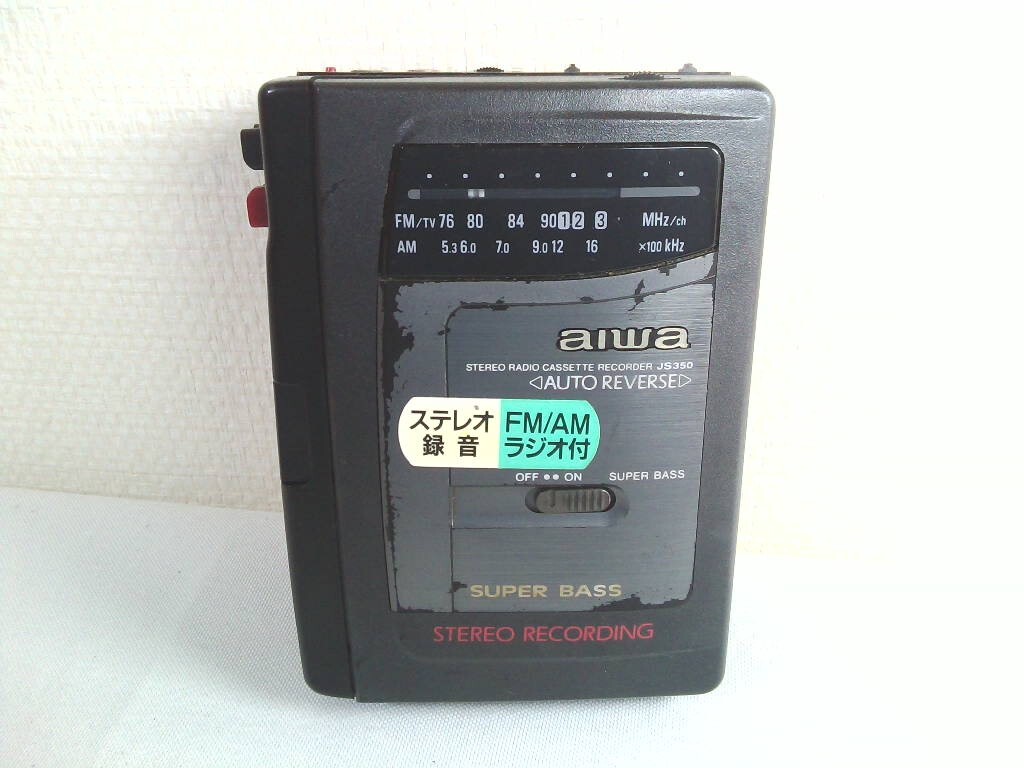 FM/TV 76 80 84 90 1 2 3 MHz/ch
AM 5.3 6.0 7.0 9.0 12 16 ×100 kHz
aiwa
STEREO RADIO CASSETTE RECORDER JS350
◁AUTO REVERSE▷
ステレオ
録音
FM/AM
ラジオ付
OFF ●● ON SUPER BASS
SUPER BASS
STEREO RECORDING